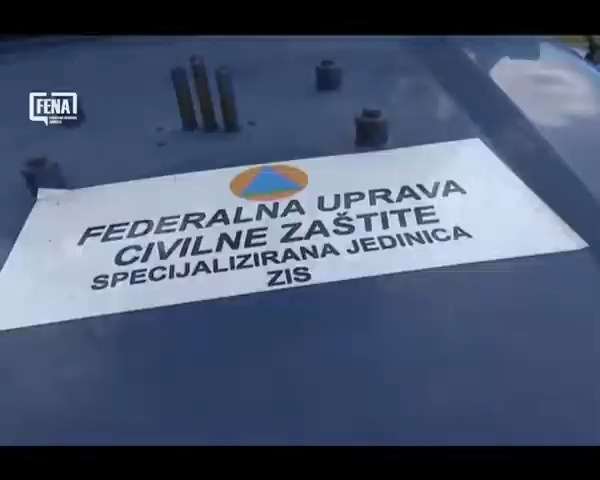 FENA
FEDERALNA UPRAVA
CIVILNE ZAŠTITE
SPECIJALIZIRANA JEDINICA
ZIS